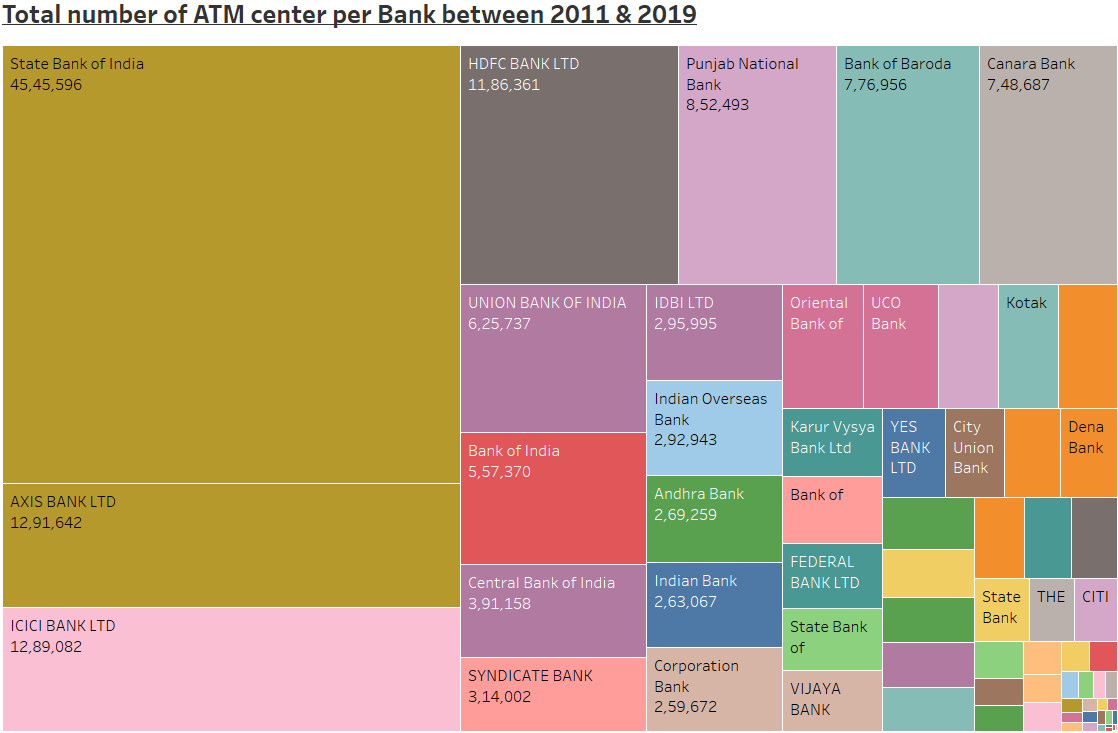 Total number of ATM center per Bank between 2011 & 2019
State Bank of India
45,45,596
AXIS BANK LTD
12,91,642
ICICI BANK LTD
12,89,082
HDFC BANK LTD
11,86,361
Punjab National
Bank
8,52,493
Bank of Baroda
7,76,956
Canara Bank
7,48,687
UNION BANK OF INDIA
6,25,737
Bank of India
5,57,370
Central Bank of India
3,91,158
SYNDICATE BANK
3,14,002
IDBI LTD
2,95,995
Indian Overseas
Bank
2,92,943
Andhra Bank
2,69,259
Indian Bank
2,63,067
Corporation
Bank
2,59,672
Oriental
Bank of
UCO
Bank
Kotak
Karur Vysya
Bank Ltd
Bank of
FEDERAL
BANK LTD
State Bank
of
VIJAYA
BANK
YES
BANK
LTD
City
Union
Bank
Dena
Bank
State
Bank
THE
CITI